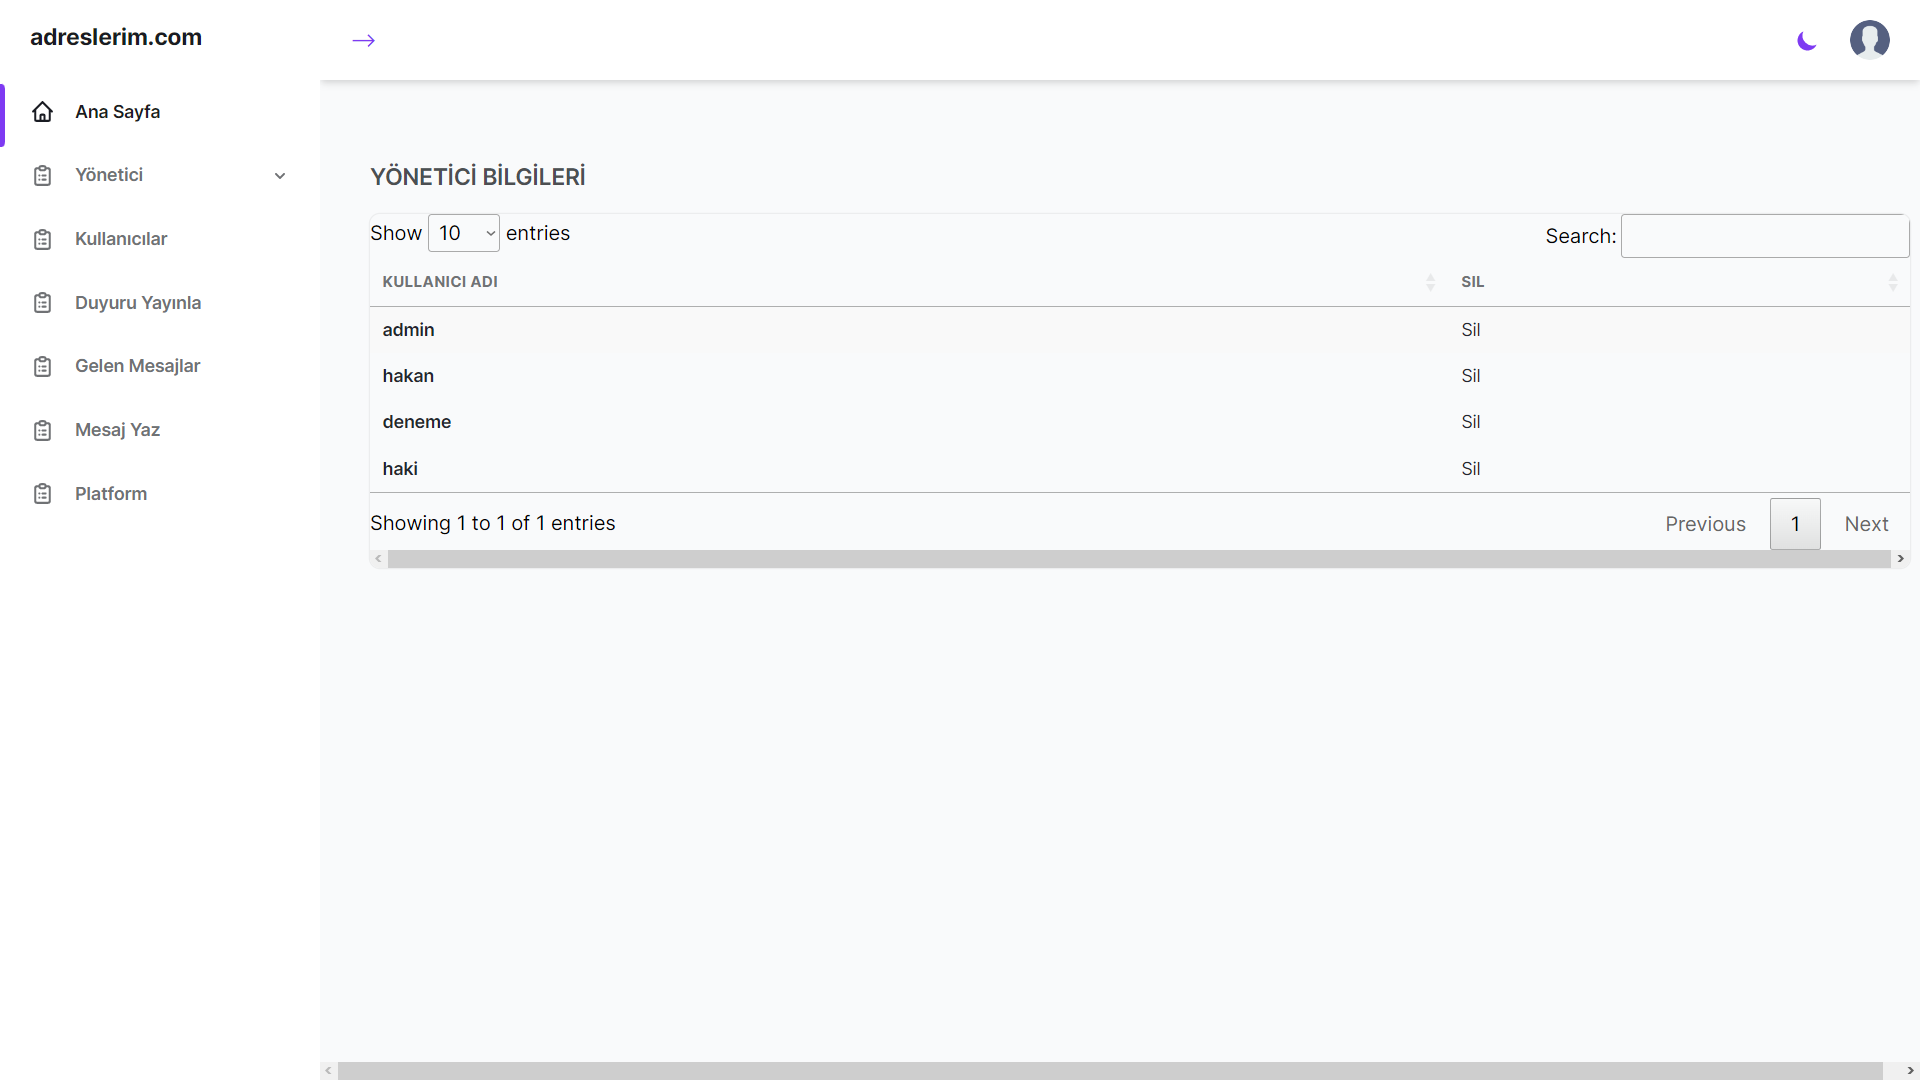 adreslerim.com
Ana Sayfa
Yönetici
Kullanıcılar
Duyuru Yayınla
Gelen Mesajlar
Mesaj Yaz
Platform
YÖNETİCİ BİLGİLERİ
Show 10 entries
Search:
KULLANICI ADI SIL
admin Sil
hakan Sil
deneme Sil
haki Sil
Showing 1 to 1 of 1 entries
Previous 1 Next